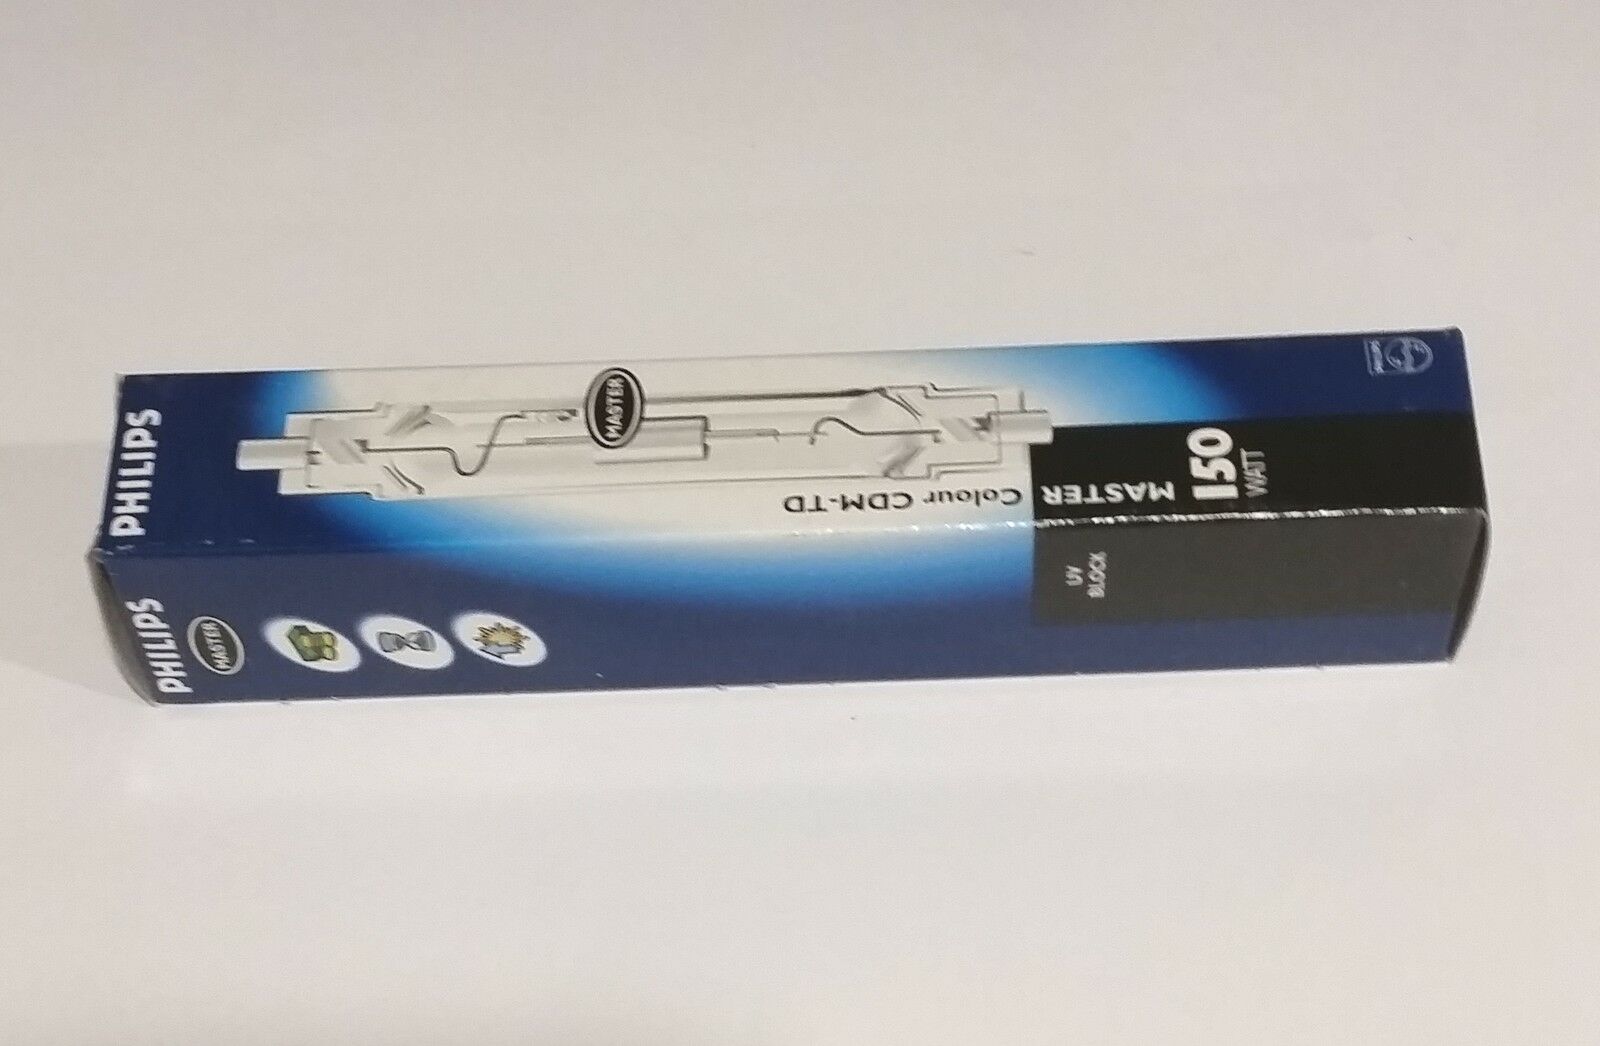 PHILIPS
MASTER
Colour CDM-TD
MASTER
150
WATT
PHILIPS
MASTER
UV
BLOCK